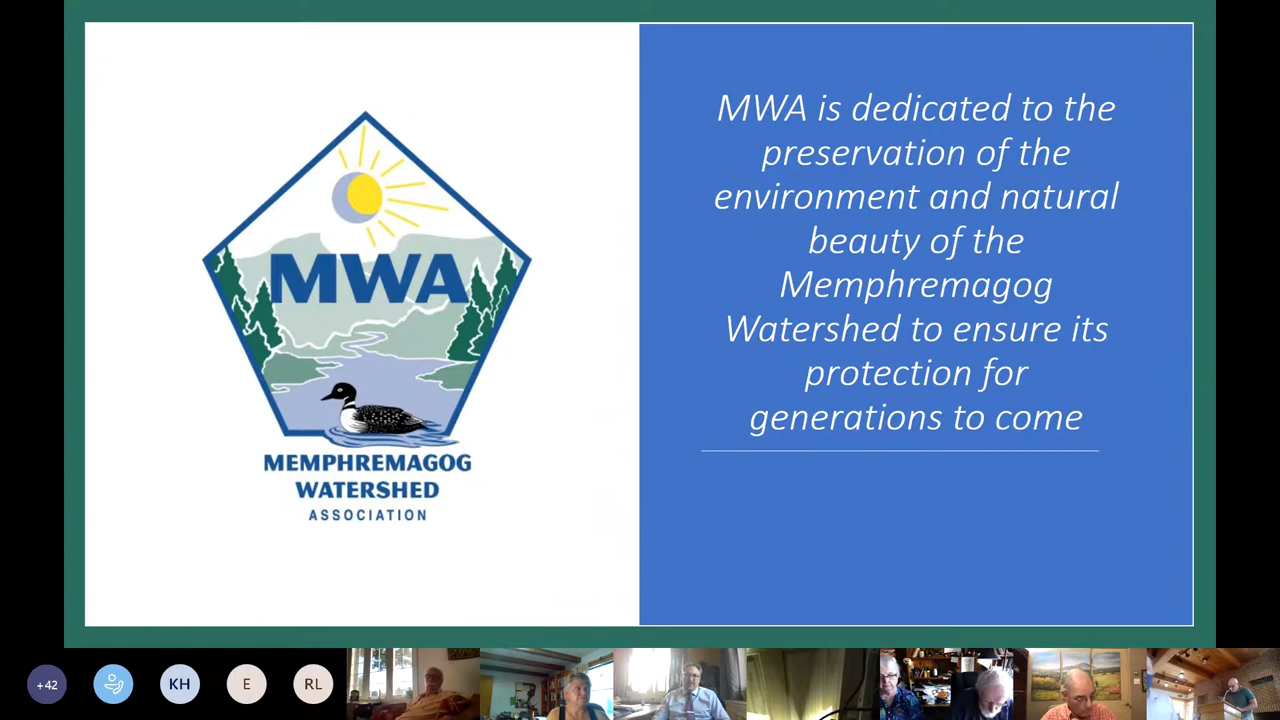 MWA
MEMPHREMAGOG
WATERSHED
ASSOCIATION
MWA is dedicated to the
preservation of the
environment and natural
beauty of the
Memphremagog
Watershed to ensure its
protection for
generations to come
+42
KH
E
RL